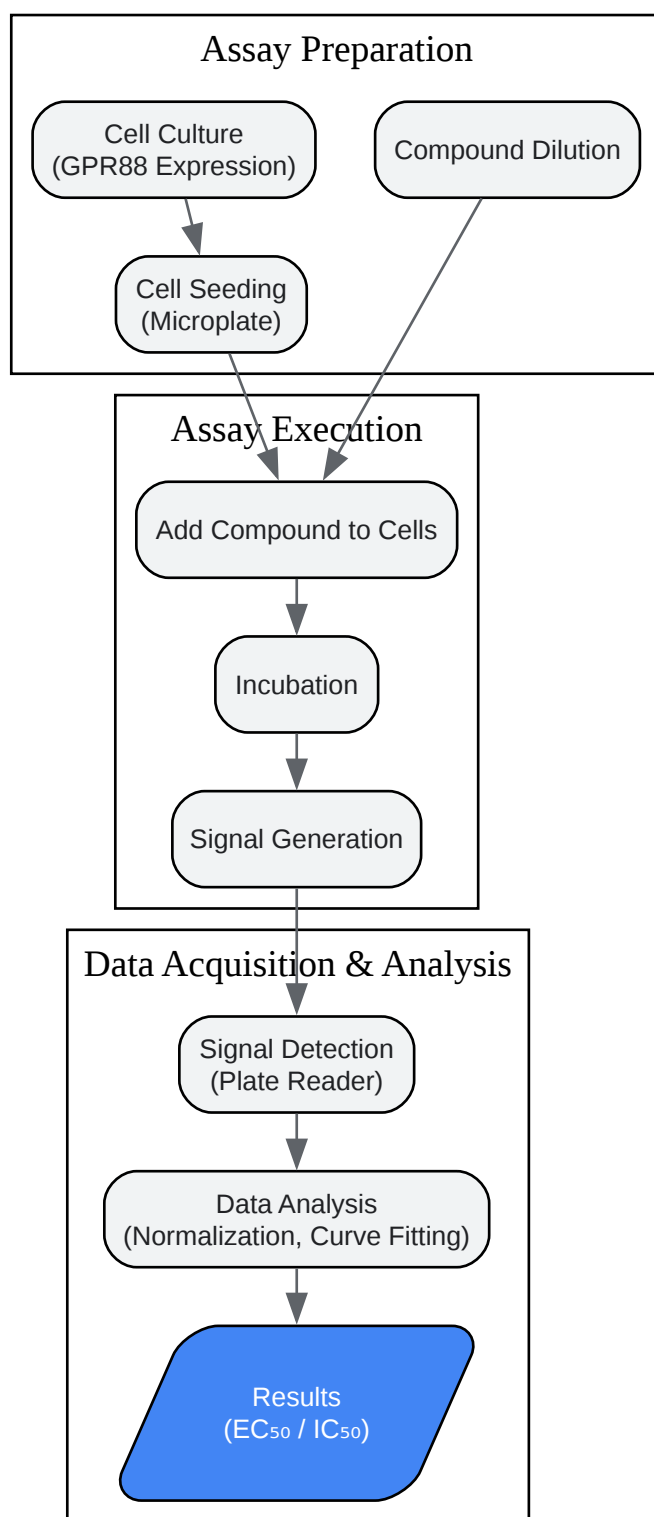 Assay Preparation
Cell Culture
(GPR88 Expression)
Compound Dilution
Cell Seeding
(Microplate)
Assay Execution
Add Compound to Cells
Incubation
Signal Generation
Data Acquisition & Analysis
Signal Detection
(Plate Reader)
Data Analysis
(Normalization, Curve Fitting)
Results
(EC₅₀ / IC₅₀)